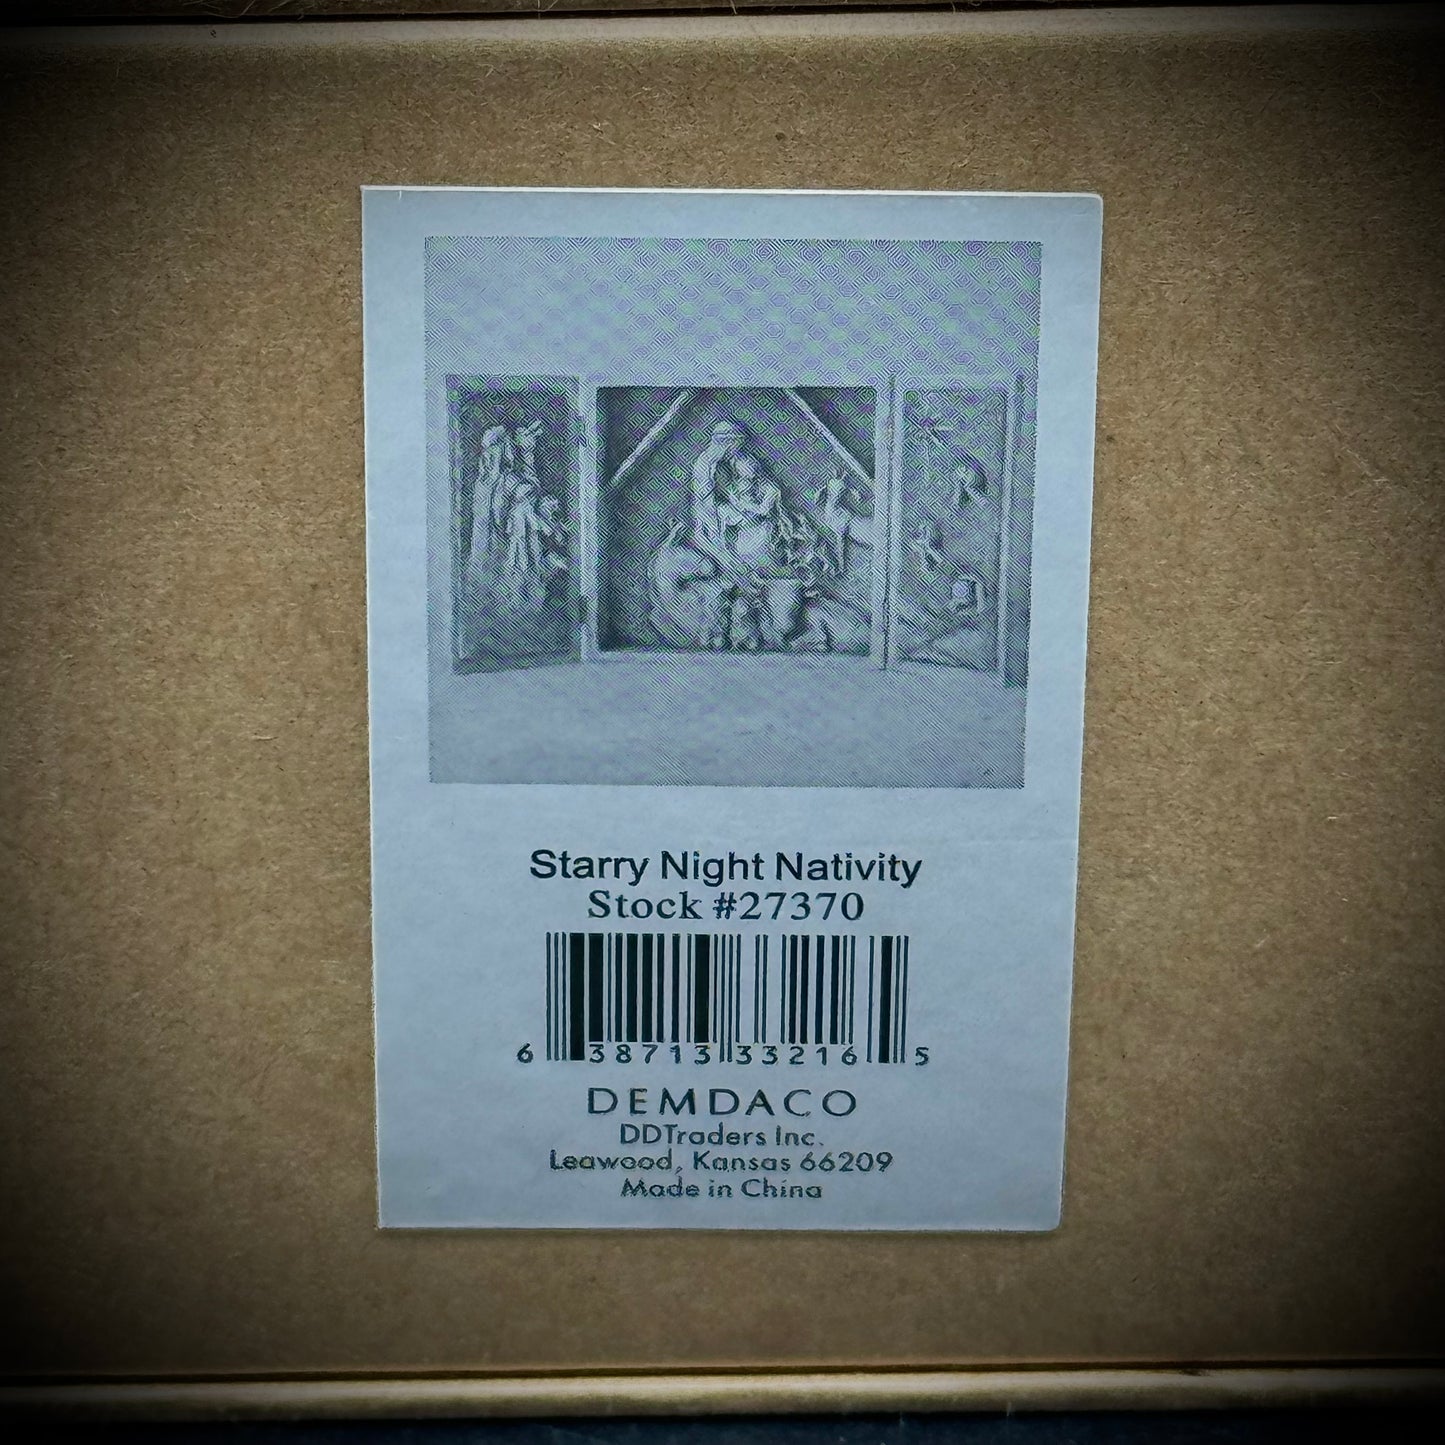 Starry Night Nativity
Stock #27370
6 38713 33216 5
DEMDACO
DDTraders Inc.
Leawood, Kansas 66209
Made in China